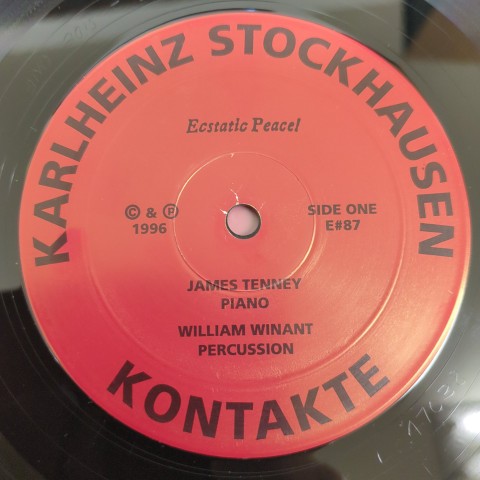 KARLHEINZ STOCKHAUSEN
Ecstatic Peace!
© & ℗
1996
SIDE ONE
E#87
JAMES TENNEY
PIANO
WILLIAM WINANT
PERCUSSION
KONTAKTE